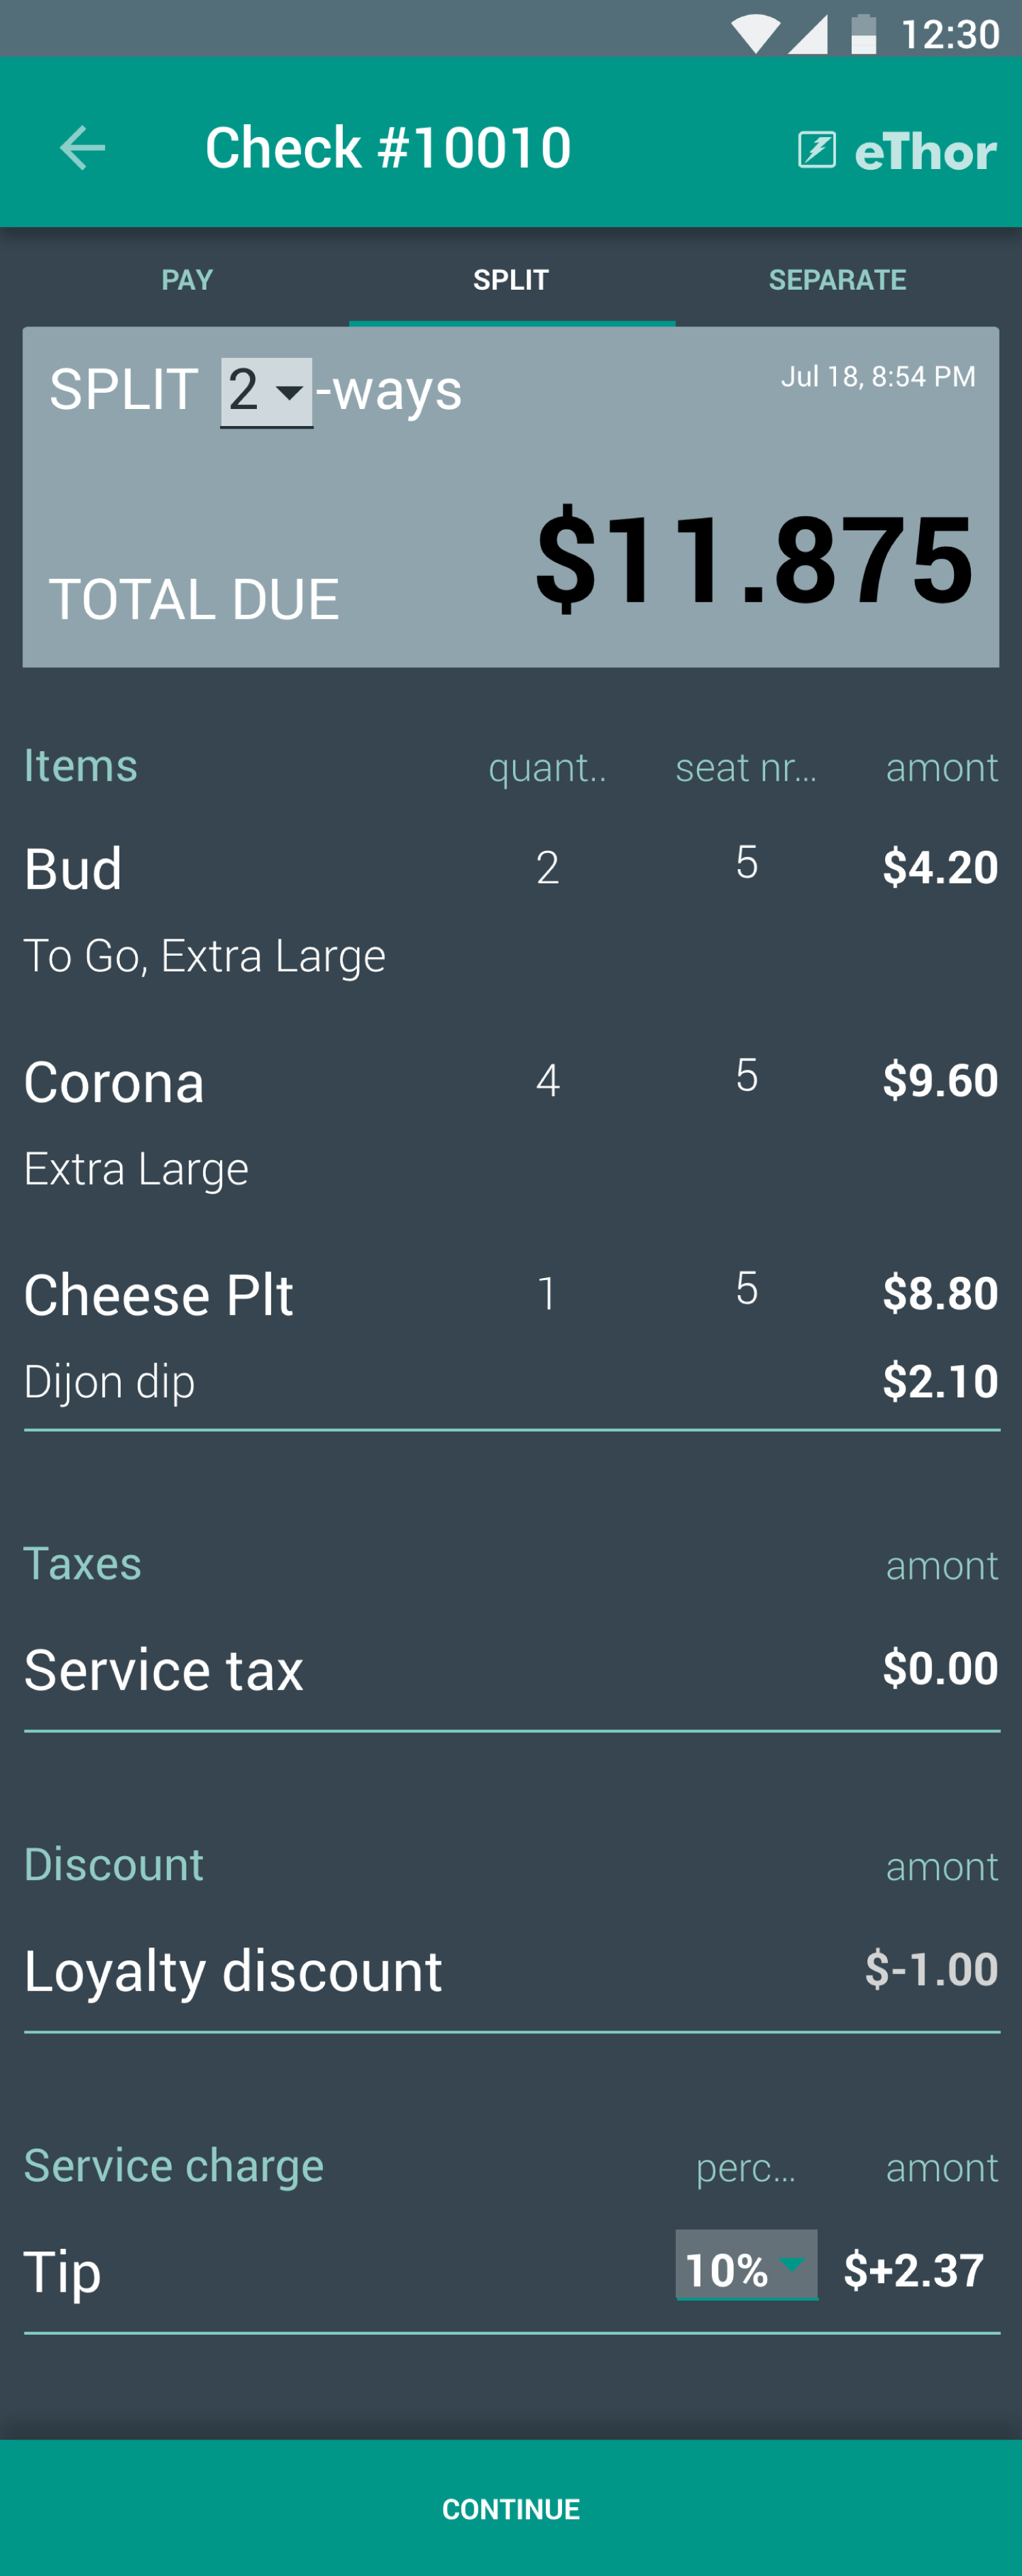 12:30
Check #10010 eThor
PAY SPLIT SEPARATE
SPLIT 2 -ways Jul 18, 8:54 PM
TOTAL DUE $11.875
Items quant.. seat nr... amont
Bud 2 5 $4.20
To Go, Extra Large
Corona 4 5 $9.60
Extra Large
Cheese Plt 1 5 $8.80
Dijon dip $2.10
Taxes amont
Service tax $0.00
Discount amont
Loyalty discount $-1.00
Service charge perc... amont
Tip 10% $+2.37
CONTINUE